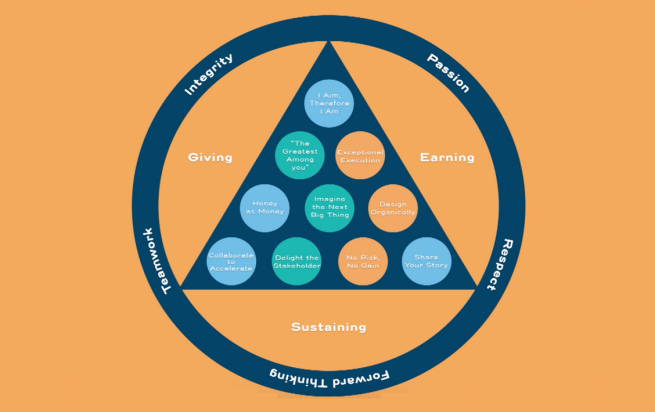 Integrity
Passion
I Aim,
Therefore
I Am
"The
Greatest
Among
you"
Exceptional
Execution
Giving
Earning
Honey
as Money
Imagine
the Next
Big Thing
Design
Organically
Teamwork
Respect
Collaborate
to
Accelerate
Delight the
Stakeholder
No Risk,
No Gain
Share
Your Story
Sustaining
Forward Thinking